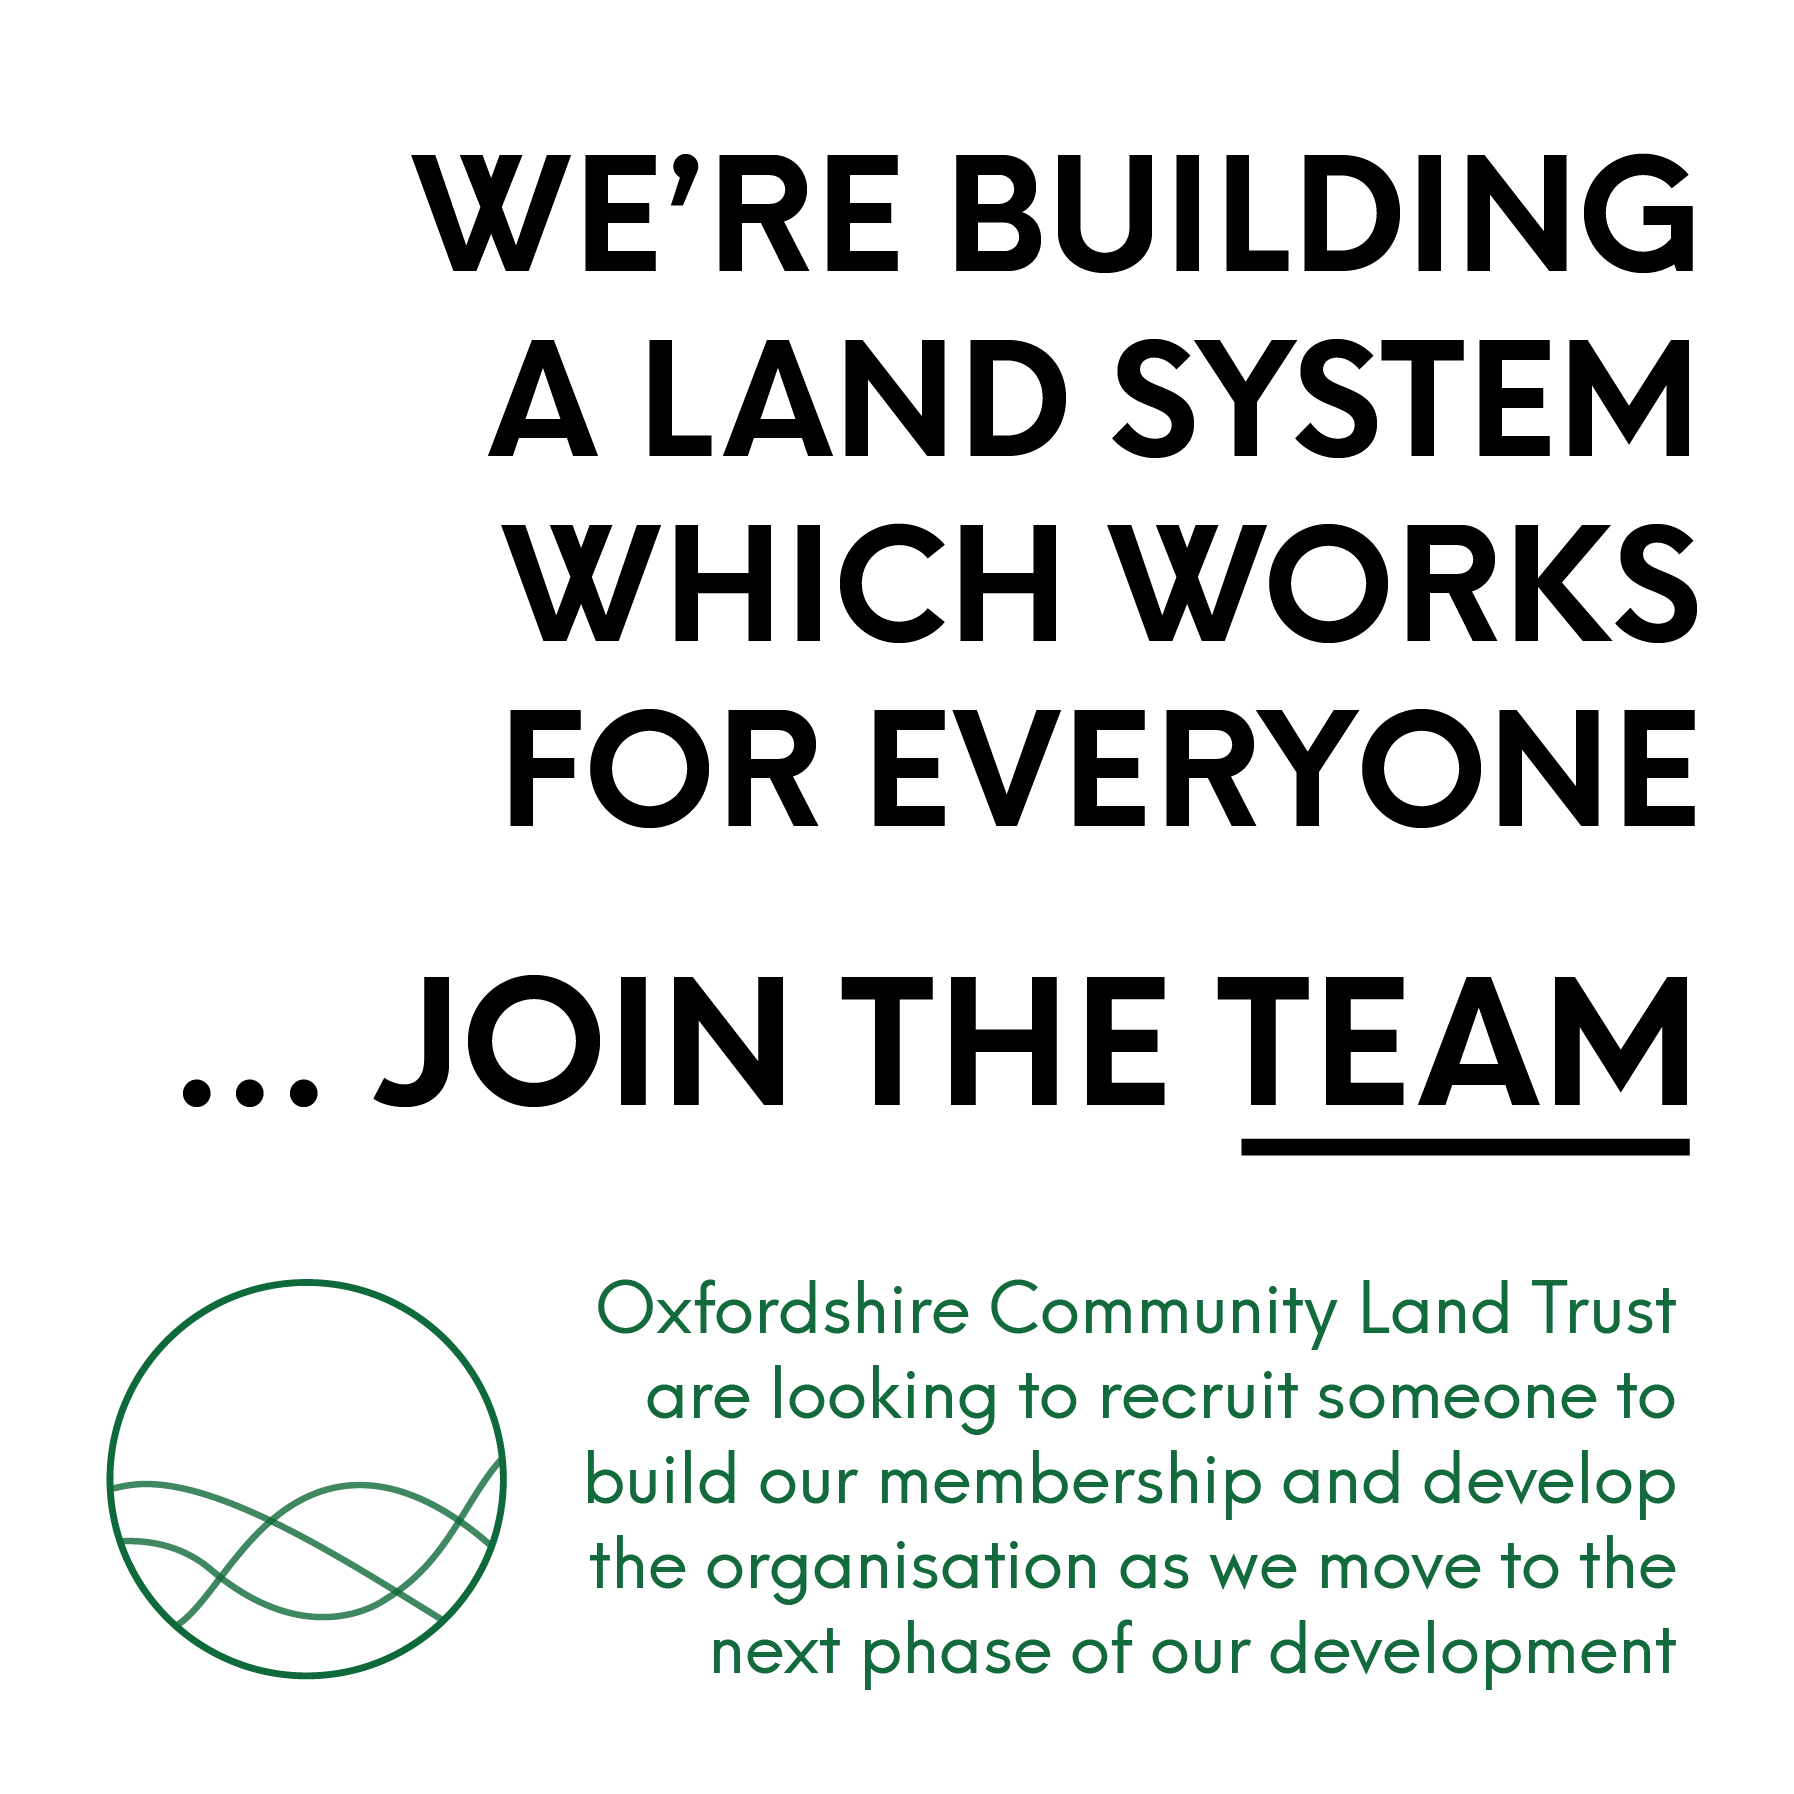 WE’RE BUILDING
A LAND SYSTEM
WHICH WORKS
FOR EVERYONE
... JOIN THE TEAM
Oxfordshire Community Land Trust
are looking to recruit someone to
build our membership and develop
the organisation as we move to the
next phase of our development